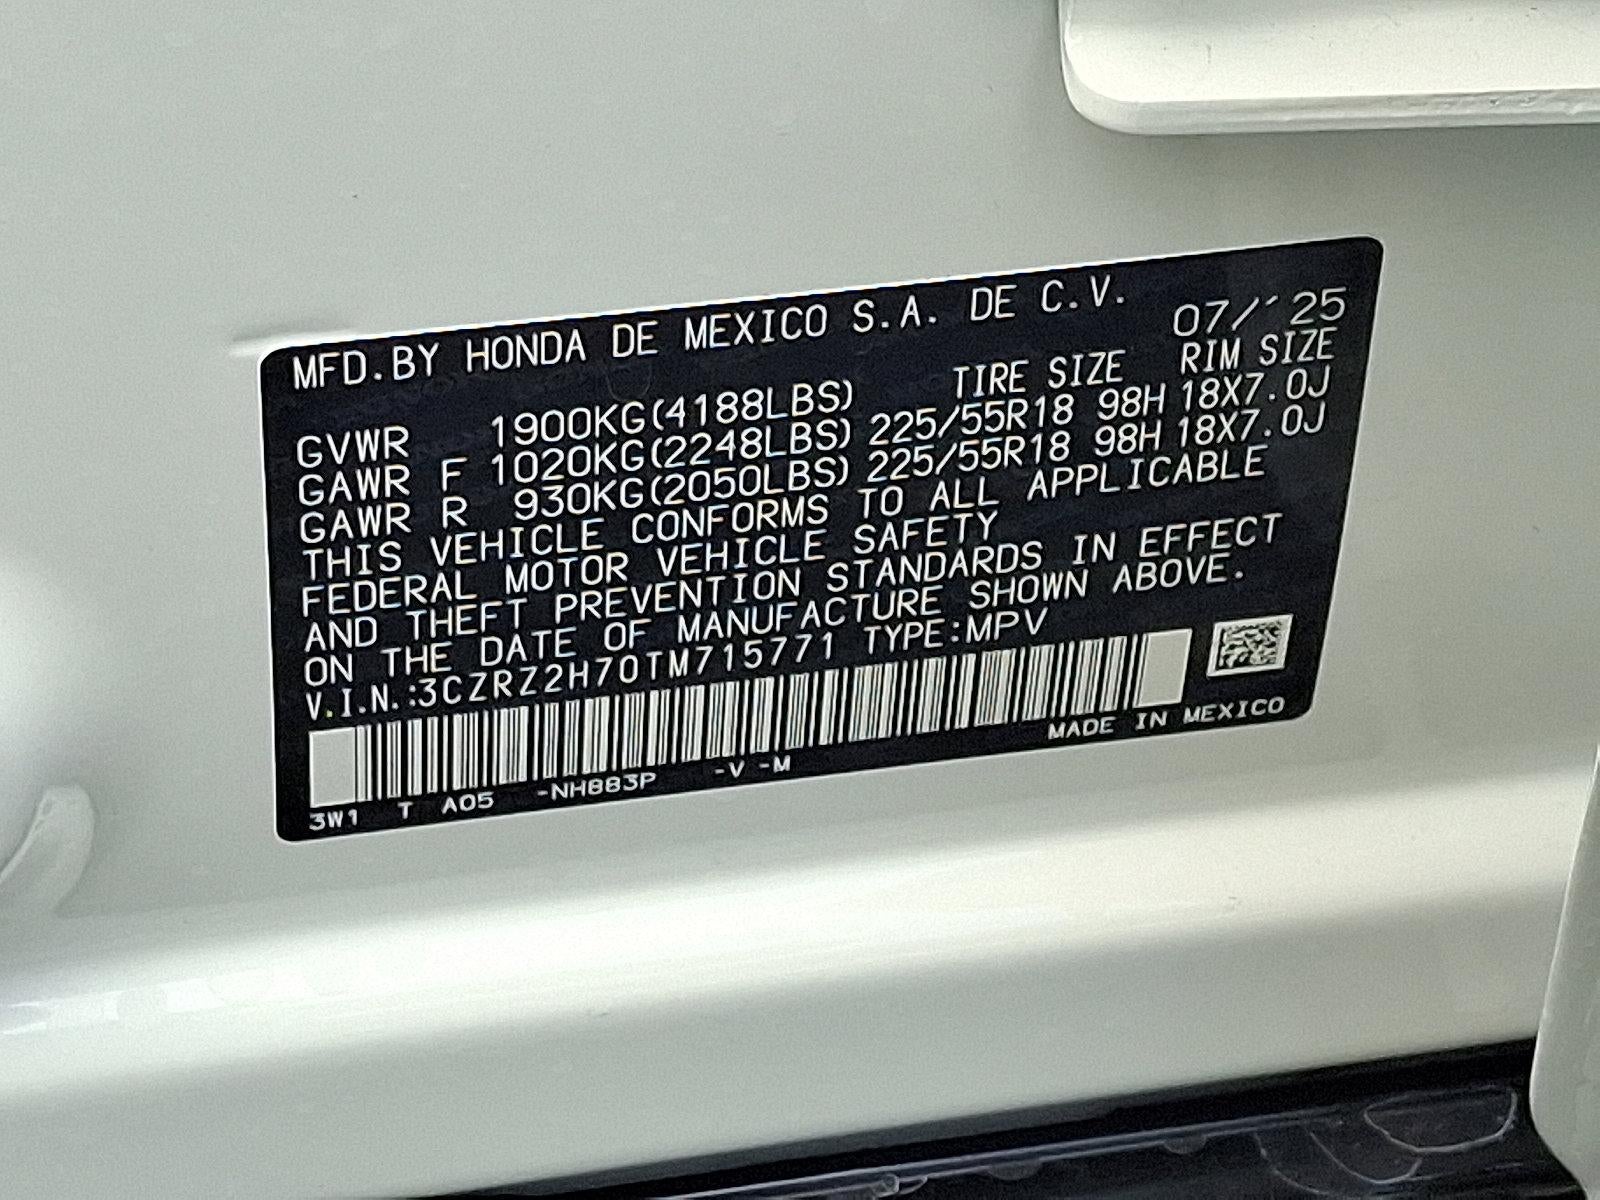 MFD.BY HONDA DE MEXICO S.A. DE C.V.
07/'25
TIRE SIZE RIM SIZE
GVWR 1900KG(4188LBS)
GAWR F 1020KG(2248LBS) 225/55R18 98H 18X7.0J
GAWR R 930KG(2050LBS) 225/55R18 98H 18X7.0J
THIS VEHICLE CONFORMS TO ALL APPLICABLE
FEDERAL MOTOR VEHICLE SAFETY
AND THEFT PREVENTION STANDARDS IN EFFECT
ON THE DATE OF MANUFACTURE SHOWN ABOVE.
V.I.N.:3CZRZ2H70TM715771 TYPE:MPV
MADE IN MEXICO
3W1 T A05 -NH883P -V -M